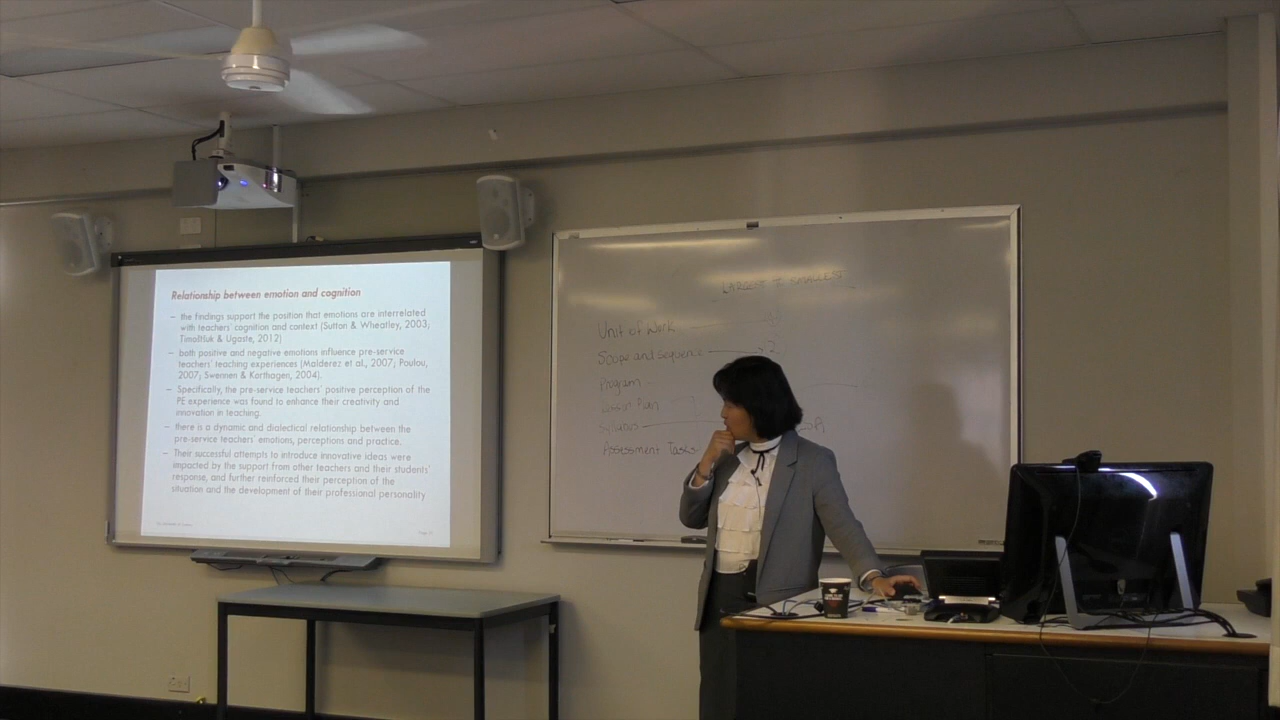 Relationship between emotion and cognition
– the findings support the position that emotions are interrelated
with teachers' cognition and context (Sutton & Wheatley, 2003;
Timoštšuk & Ugaste, 2012)
– both positive and negative emotions influence pre-service
teachers' teaching experiences (Malderez et al., 2007; Poulou,
2007; Swennen & Korthagen, 2004).
– Specifically, the pre-service teachers' positive perception of the
PE experience was found to enhance their creativity and
innovation in teaching.
– there is a dynamic and dialectical relationship between the
pre-service teachers' emotions, perceptions and practice.
– Their successful attempts to introduce innovative ideas were
impacted by the support from other teachers and their students'
response, and further reinforced their perception of the
situation and the development of their professional personality
LARGEST to SMALLEST
Unit of Work
Scope and sequence 2
Program
Lesson Plan
Syllabus
Assessment Tasks